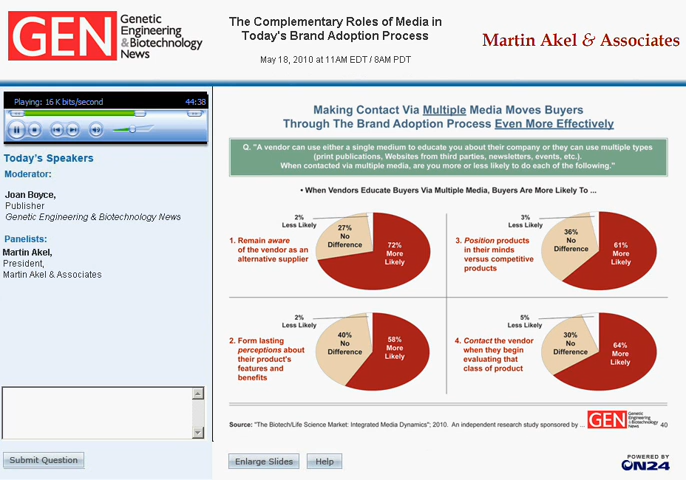 GEN Genetic
Engineering
& Biotechnology
News
The Complementary Roles of Media in
Today's Brand Adoption Process
May 18, 2010 at 11AM EDT / 8AM PDT
Martin Akel & Associates
Playing: 16 K bits/second 44:38
Today's Speakers
Moderator:
Joan Boyce,
Publisher
Genetic Engineering & Biotechnology News
Panelists:
Martin Akel,
President,
Martin Akel & Associates
Submit Question
Making Contact Via Multiple Media Moves Buyers
Through The Brand Adoption Process Even More Effectively
Q. "A vendor can use either a single medium to educate you about their company or they can use multiple types
(print publications, Websites from third parties, newsletters, events, etc.).
When contacted via multiple media, are you more or less likely to do each of the following."
• When Vendors Educate Buyers Via Multiple Media, Buyers Are More Likely To ...
1. Remain aware
of the vendor as an
alternative supplier
2%
Less Likely
27%
No
Difference
72%
More
Likely
3. Position products
in their minds
versus competitive
products
3%
Less Likely
36%
No
Difference
61%
More
Likely
2. Form lasting
perceptions about
their product's
features and
benefits
2%
Less Likely
40%
No
Difference
58%
More
Likely
4. Contact the vendor
when they begin
evaluating that
class of product
5%
Less Likely
30%
No
Difference
64%
More
Likely
Source: "The Biotech/Life Science Market: Integrated Media Dynamics"; 2010. An independent research study sponsored by ...
GEN Genetic
Engineering
& Biotechnology
News
40
Enlarge Slides
Help
POWERED BY
ON24